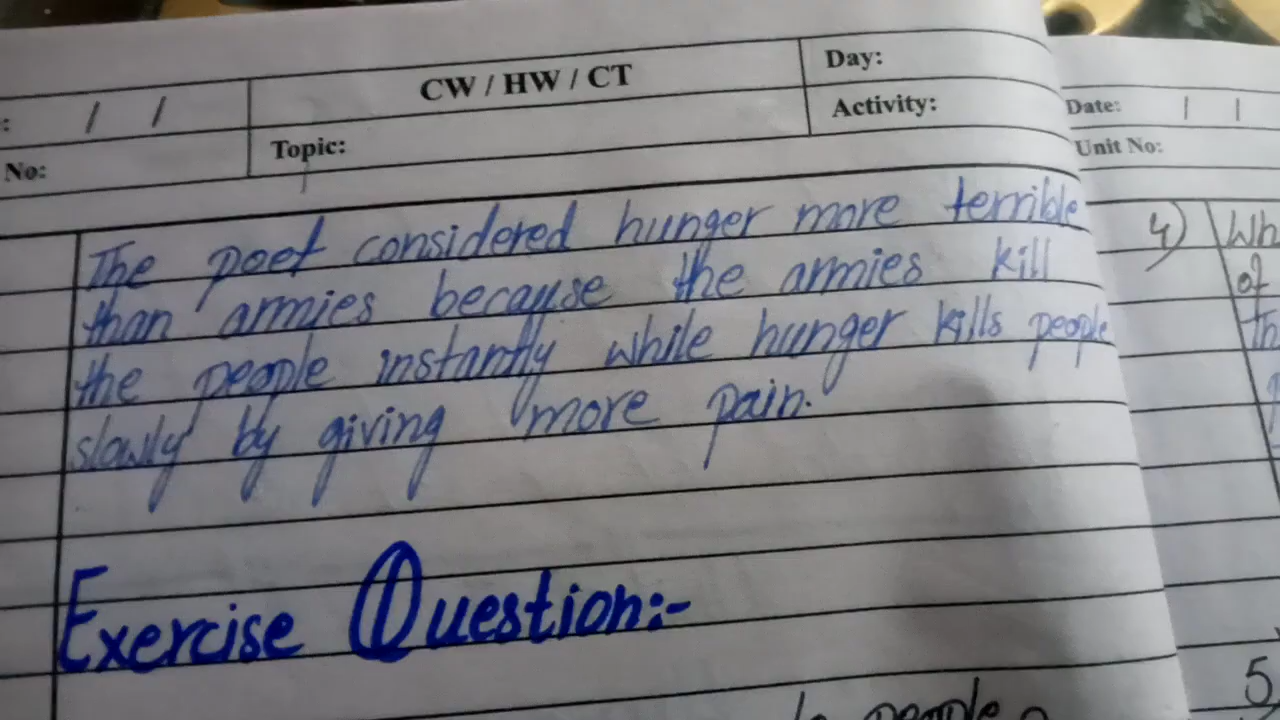 CW / HW / CT
Day:
: / /
Activity:
No:
Topic:
The poet considered hunger more terrible
than armies because the armies kill
the people instantly while hunger kills people
slowly by giving more pain.
Exercise Question:-
people
Date: / /
Unit No:
4) Wh
of
Th
5